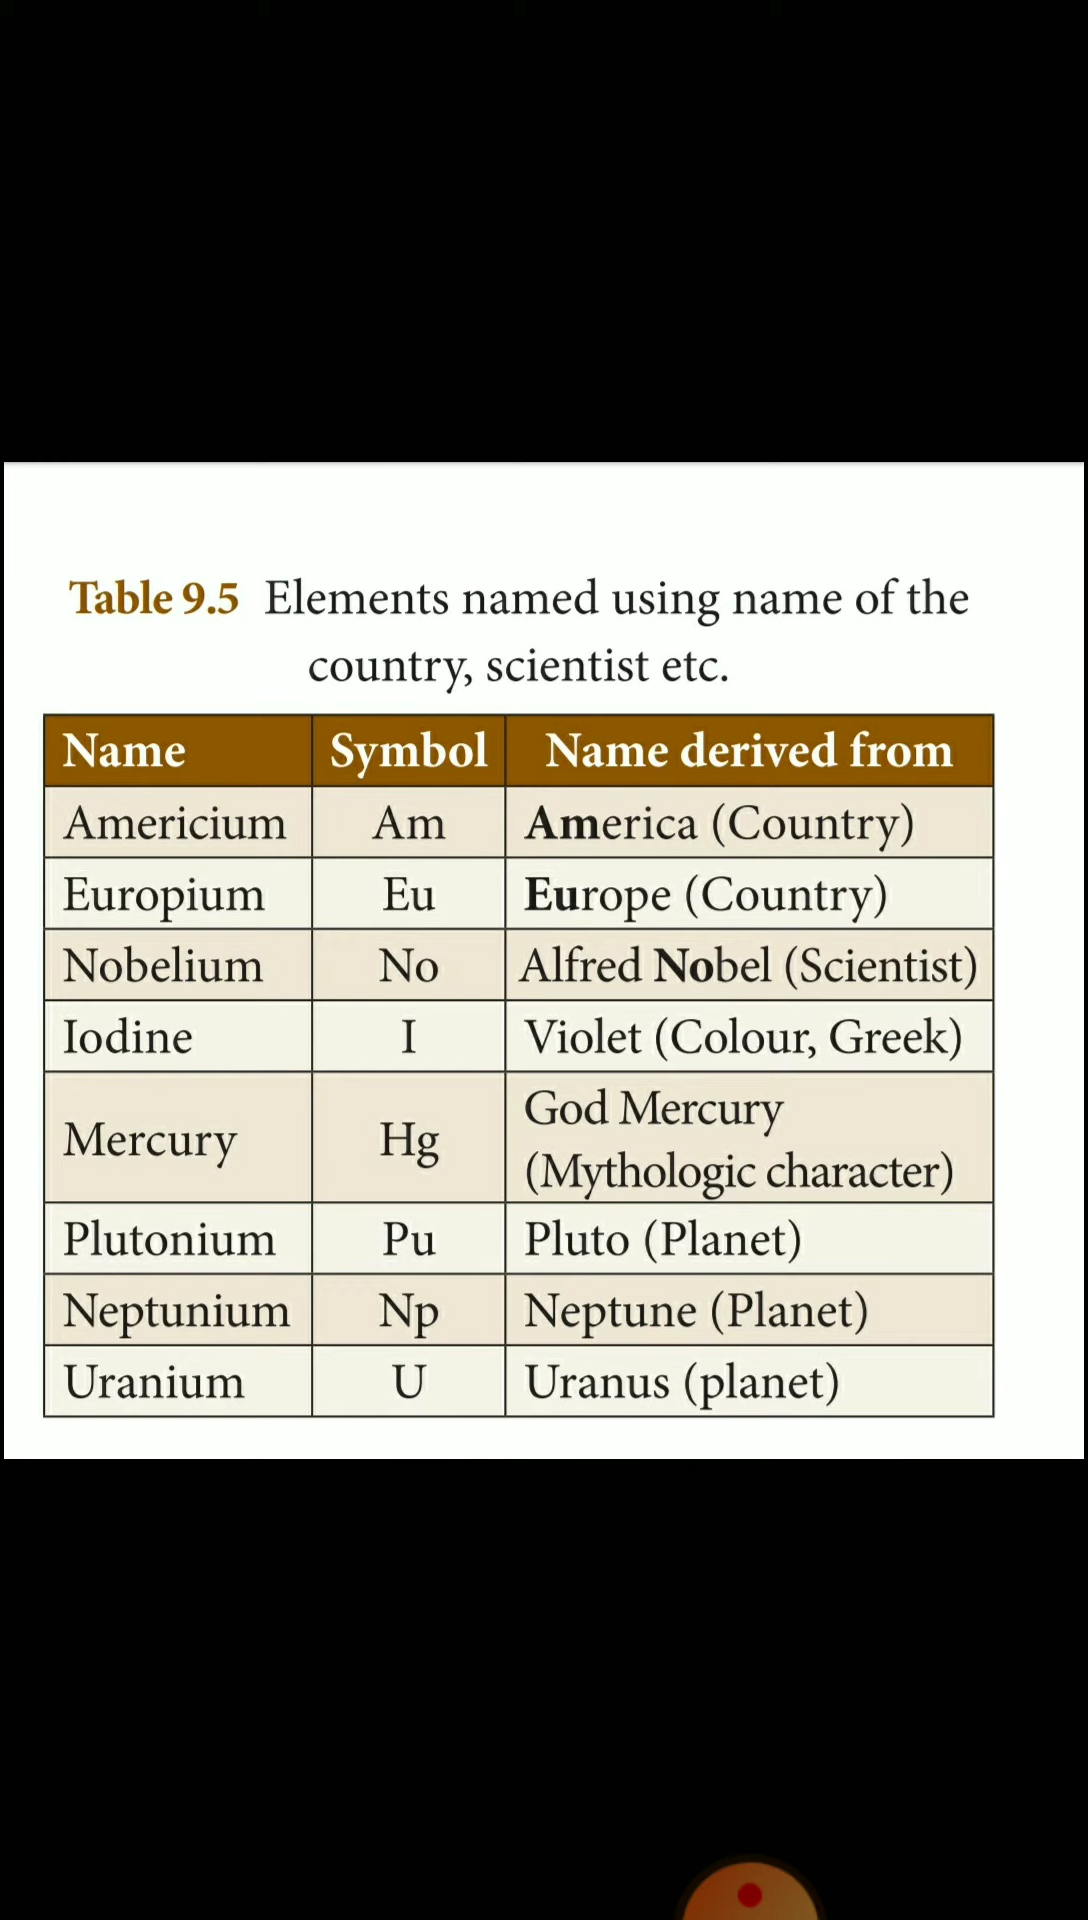 Table 9.5 Elements named using name of the
country, scientist etc.
Name Symbol Name derived from
Americium Am America (Country)
Europium Eu Europe (Country)
Nobelium No Alfred Nobel (Scientist)
Iodine I Violet (Colour, Greek)
Mercury Hg God Mercury
(Mythologic character)
Plutonium Pu Pluto (Planet)
Neptunium Np Neptune (Planet)
Uranium U Uranus (planet)